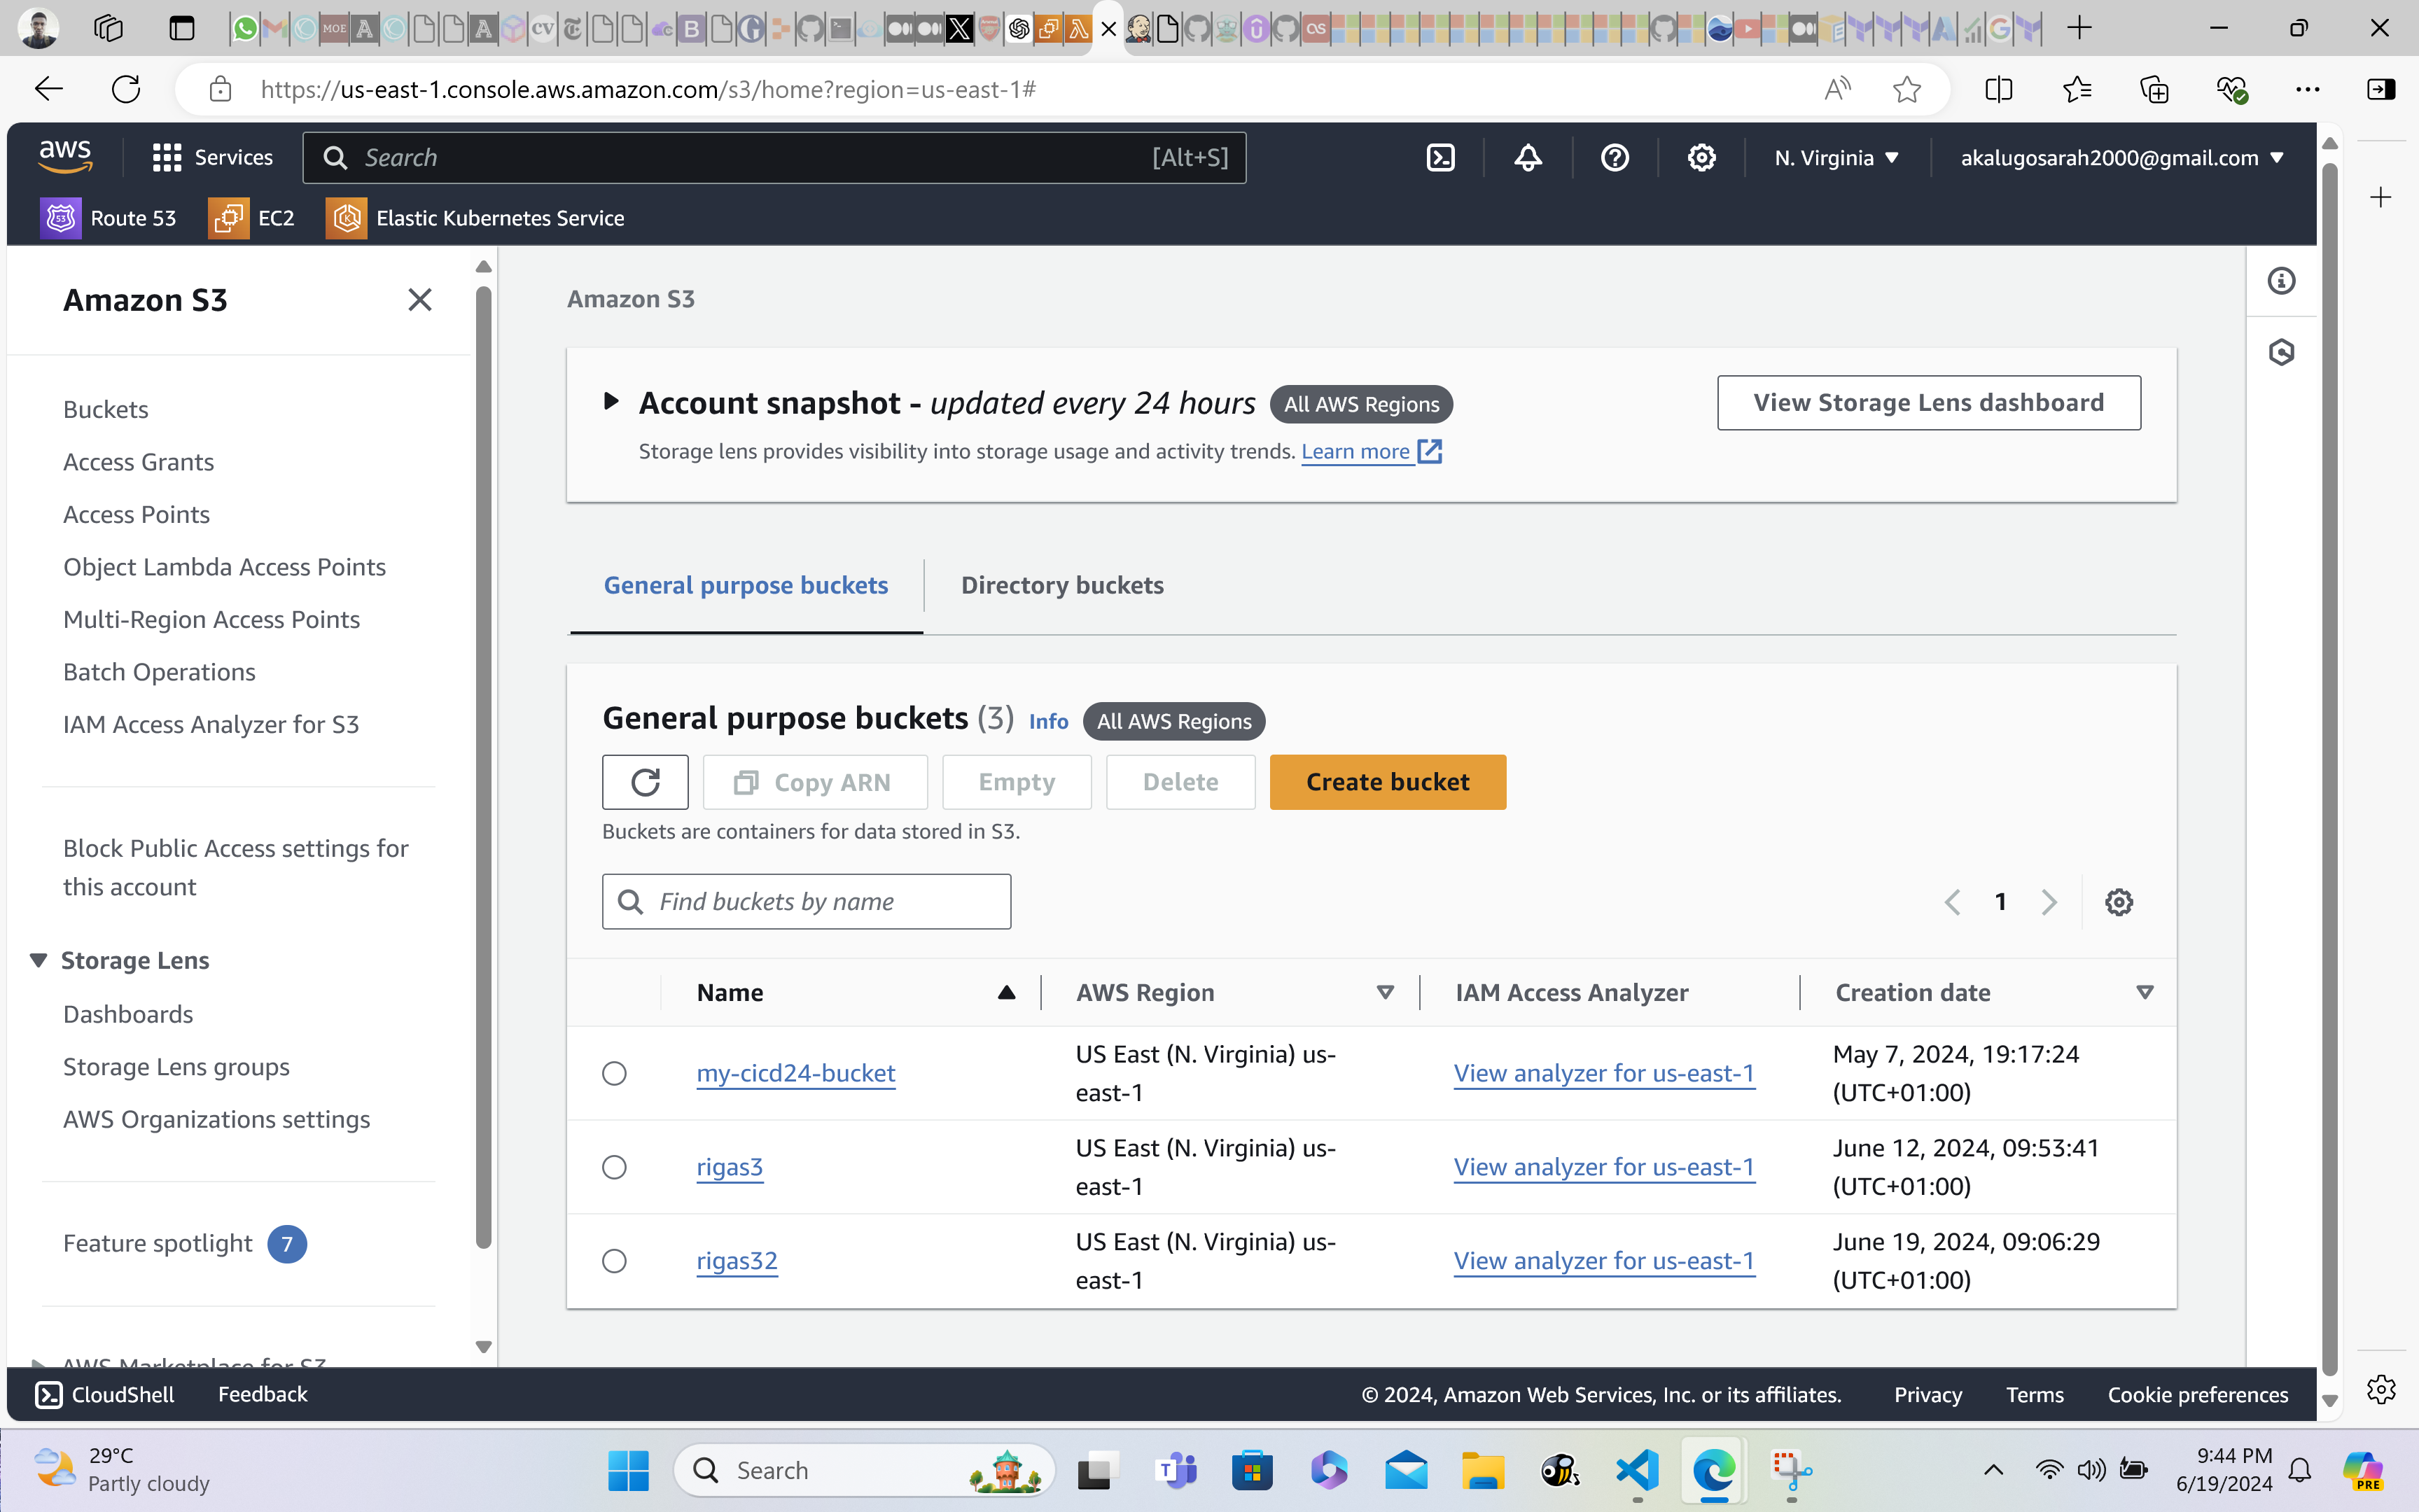 MOE
CV
B
as
https://us-east-1.console.aws.amazon.com/s3/home?region=us-east-1#
aws
Services
Search
[Alt+S]
N. Virginia
akalugosarah2000@gmail.com
53
Route 53
EC2
K
Elastic Kubernetes Service
Amazon S3
Buckets
Access Grants
Access Points
Object Lambda Access Points
Multi-Region Access Points
Batch Operations
IAM Access Analyzer for S3
Block Public Access settings for
this account
Storage Lens
Dashboards
Storage Lens groups
AWS Organizations settings
Feature spotlight 7
AWS Marketplace for S3
Amazon S3
Account snapshot - updated every 24 hours
All AWS Regions
View Storage Lens dashboard
Storage lens provides visibility into storage usage and activity trends. Learn more
General purpose buckets
Directory buckets
General purpose buckets (3) Info All AWS Regions
Copy ARN
Empty
Delete
Create bucket
Buckets are containers for data stored in S3.
Find buckets by name
1
Name
AWS Region
IAM Access Analyzer
Creation date
my-cicd24-bucket
US East (N. Virginia) us-
east-1
View analyzer for us-east-1
May 7, 2024, 19:17:24
(UTC+01:00)
rigas3
US East (N. Virginia) us-
east-1
View analyzer for us-east-1
June 12, 2024, 09:53:41
(UTC+01:00)
rigas32
US East (N. Virginia) us-
east-1
View analyzer for us-east-1
June 19, 2024, 09:06:29
(UTC+01:00)
CloudShell
Feedback
© 2024, Amazon Web Services, Inc. or its affiliates.
Privacy
Terms
Cookie preferences
29°C
Partly cloudy
Search
9:44 PM
6/19/2024
PRE